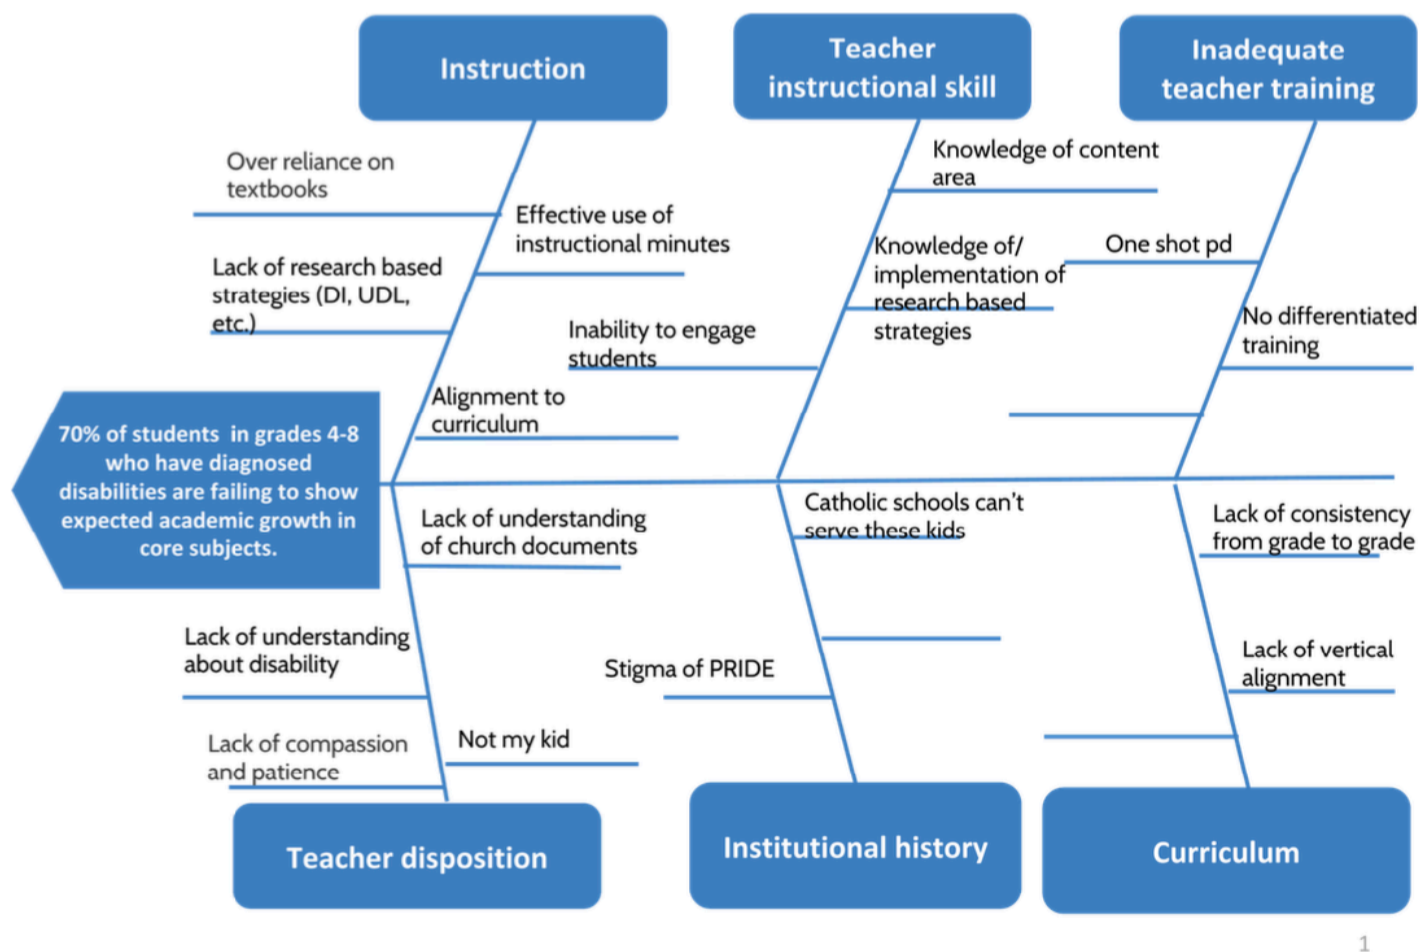 Instruction
Teacher
instructional skill
Inadequate
teacher training
Over reliance on
textbooks
Effective use of
instructional minutes
Lack of research based
strategies (DI, UDL,
etc.)
Alignment to
curriculum
Knowledge of content
area
Knowledge of/
implementation of
research based
strategies
Inability to engage
students
One shot pd
No differentiated
training
70% of students in grades 4-8
who have diagnosed
disabilities are failing to show
expected academic growth in
core subjects.
Lack of understanding
of church documents
Lack of understanding
about disability
Lack of compassion
and patience
Not my kid
Catholic schools can't
serve these kids
Stigma of PRIDE
Lack of consistency
from grade to grade
Lack of vertical
alignment
Teacher disposition
Institutional history
Curriculum
1